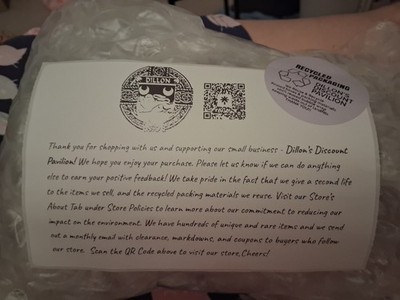 DILLON
RECYCLED
PACKAGING
DILLON'S
DISCOUNT
PAVILION
Thank you for shopping with us and supporting our small business - Dillon's Discount
Pavilion! We hope you enjoy your purchase. Please let us know if we can do anything
else to earn your positive feedback! We take pride in the fact that we give a second life
to the items we sell, and the recycled packing materials we reuse. Visit our Store's
About Tab under Store Policies to learn more about our commitment to reducing our
impact on the environment. We have hundreds of unique and rare items and we send
out a monthly email with clearance, markdowns, and coupons to buyers who follow
our store. Scan the QR Code above to visit our store,Cheers!